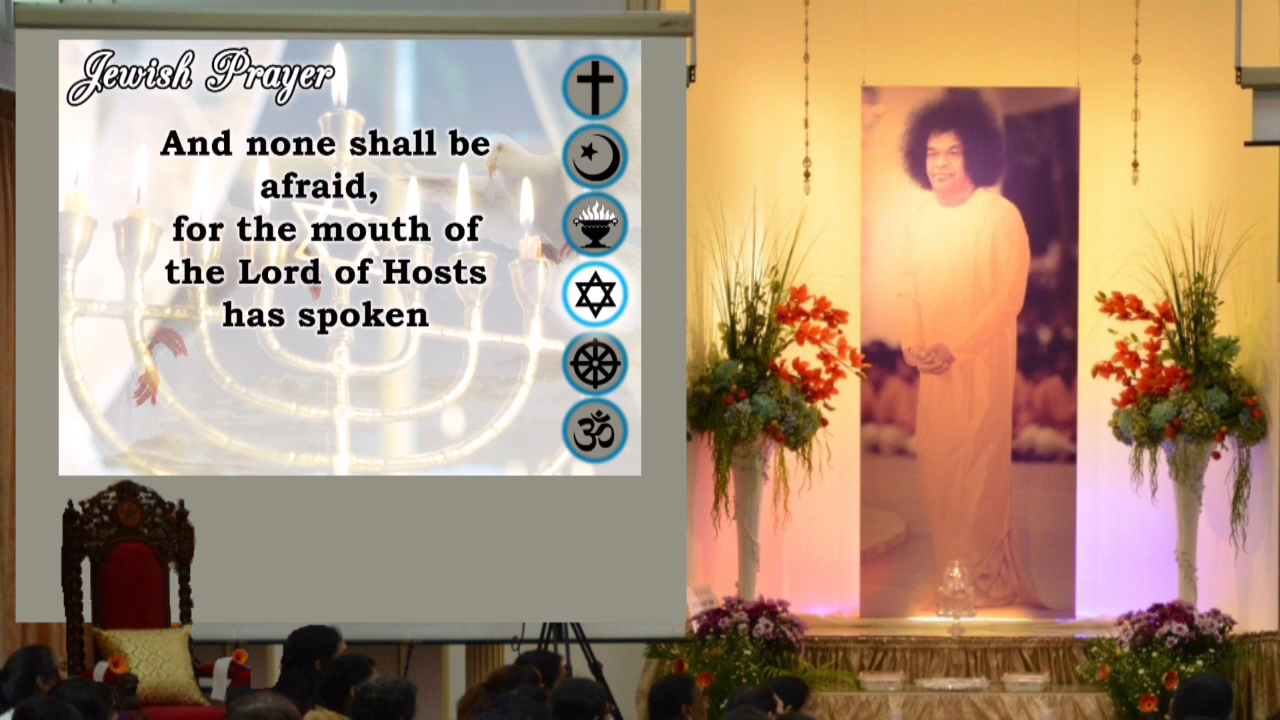 Jewish Prayer
And none shall be
afraid,
for the mouth of
the Lord of Hosts
has spoken